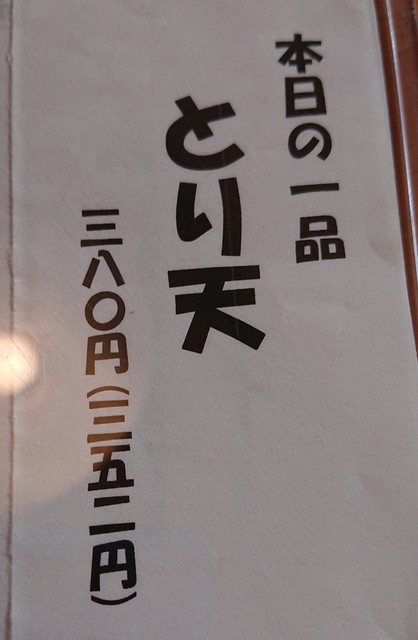 本日の一品
とり天
三八〇円(三五二円)